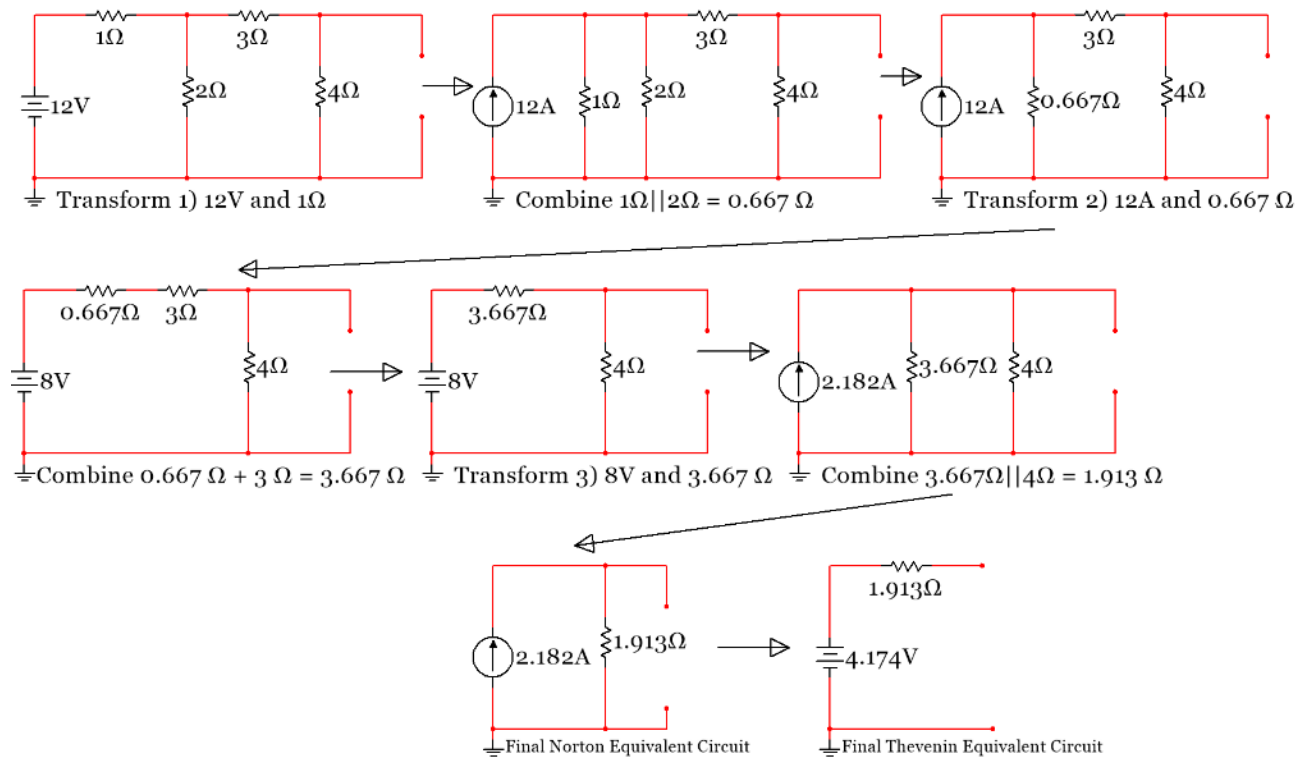 1Ω
3Ω
12V
2Ω
4Ω
Transform 1) 12V and 1Ω
3Ω
12A
1Ω
2Ω
4Ω
Combine 1Ω||2Ω = 0.667 Ω
3Ω
12A
0.667Ω
4Ω
Transform 2) 12A and 0.667 Ω
0.667Ω
3Ω
8V
4Ω
Combine 0.667 Ω + 3 Ω = 3.667 Ω
3.667Ω
8V
4Ω
Transform 3) 8V and 3.667 Ω
2.182A
3.667Ω
4Ω
Combine 3.667Ω||4Ω = 1.913 Ω
2.182A
1.913Ω
Final Norton Equivalent Circuit
1.913Ω
4.174V
Final Thevenin Equivalent Circuit